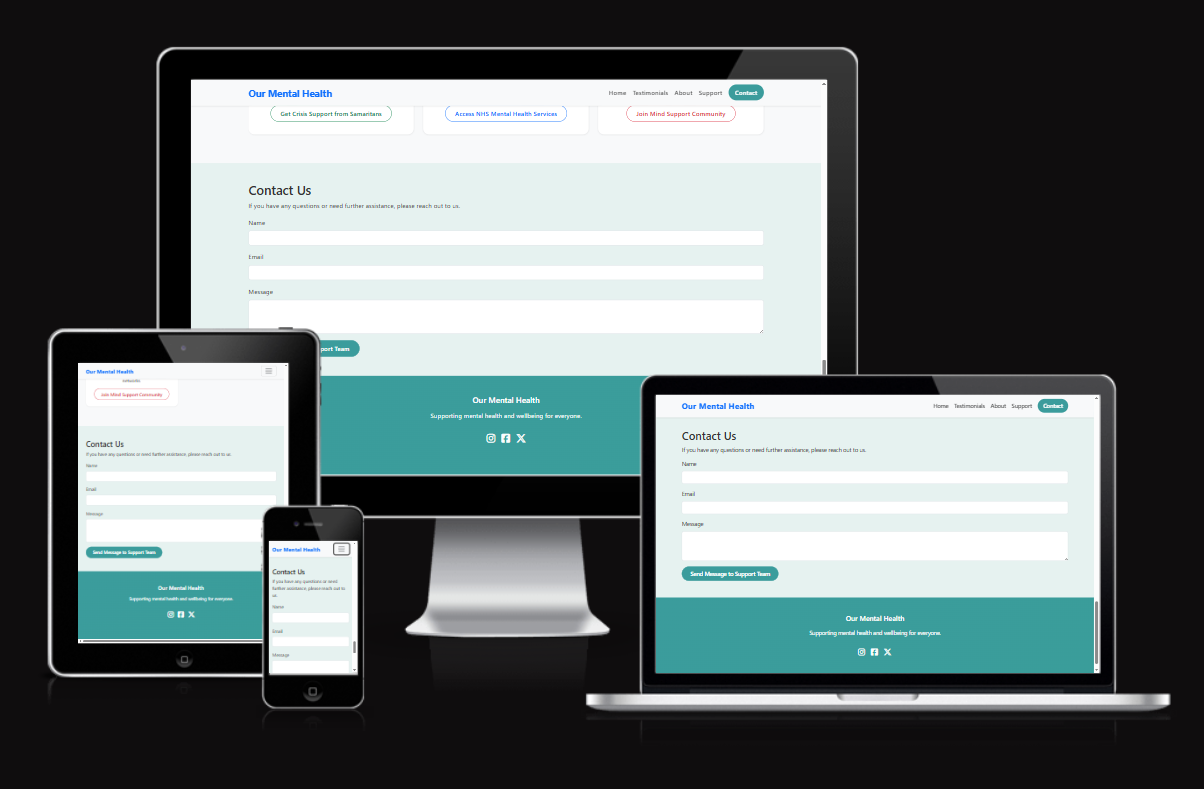 Our Mental Health
Home Testimonials About Support Contact
Get Crisis Support from Samaritans
Access NHS Mental Health Services
Join Mind Support Community
Contact Us
If you have any questions or need further assistance, please reach out to us.
Name
Email
Message
port Team
Our Mental Health
Supporting mental health and wellbeing for everyone.
Our Mental Health
Join Mind Support Community
Contact Us
If you have any questions or need further assistance, please reach out to us.
Name
Email
Message
Send Message to Support Team
Our Mental Health
Supporting mental health and wellbeing for everyone.
Our Mental Health
Contact Us
If you have any questions or need
further assistance, please reach out to
us.
Name
Email
Message
Our Mental Health
Home Testimonials About Support Contact
Contact Us
If you have any questions or need further assistance, please reach out to us.
Name
Email
Message
Send Message to Support Team
Our Mental Health
Supporting mental health and wellbeing for everyone.